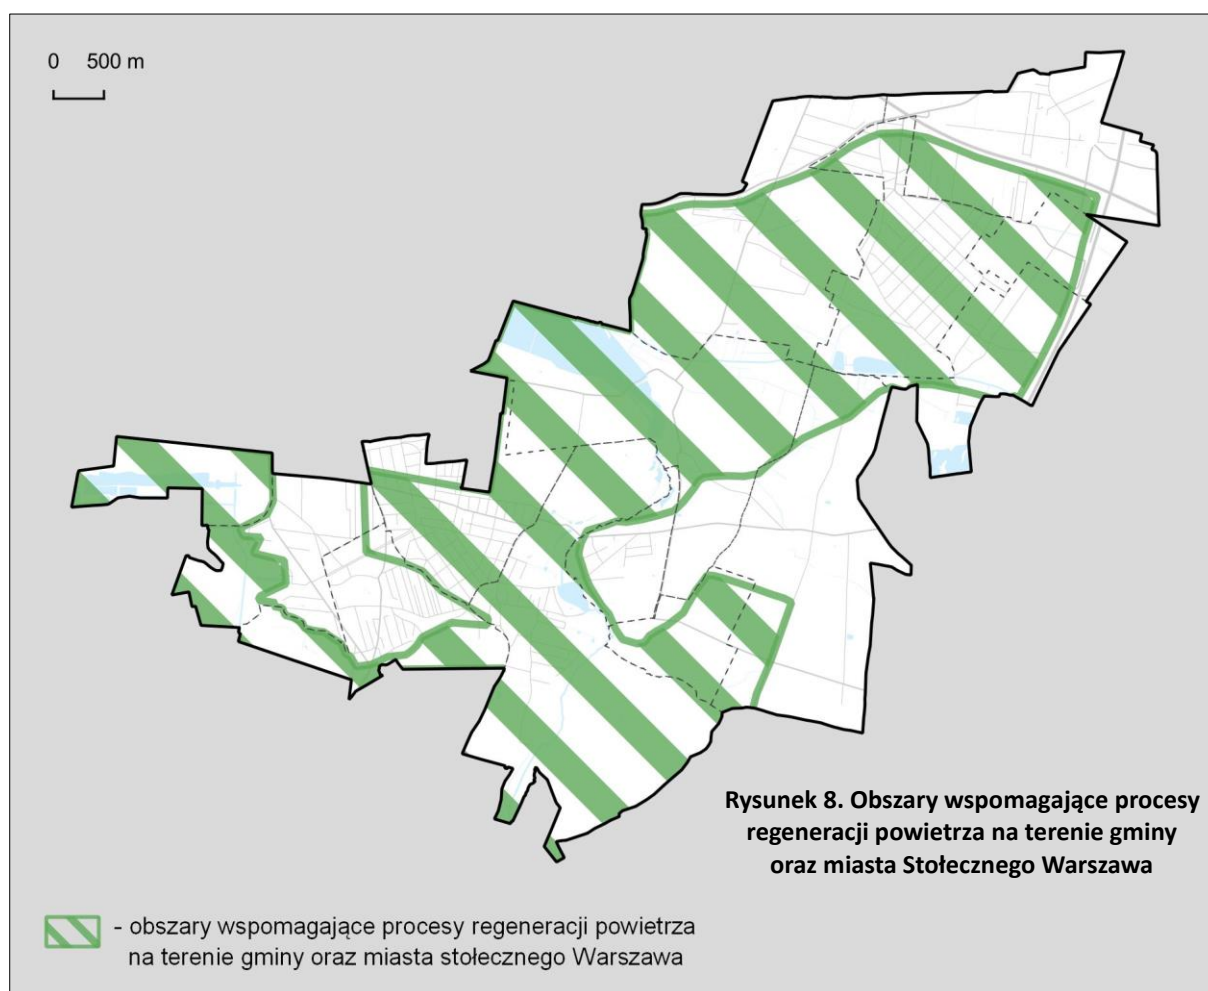 0 500 m
Rysunek 8. Obszary wspomagające procesy
regeneracji powietrza na terenie gminy
oraz miasta Stołecznego Warszawa
- obszary wspomagające procesy regeneracji powietrza
na terenie gminy oraz miasta stołecznego Warszawa